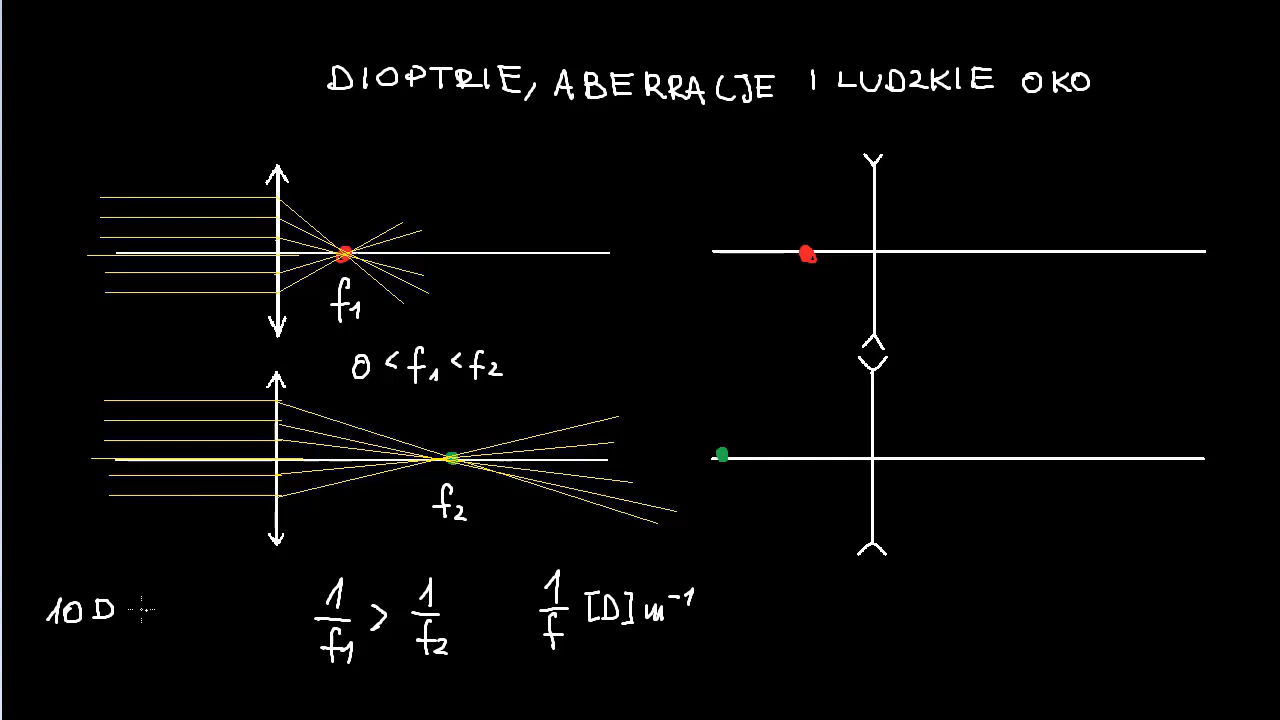 DIOPTRIE, ABERRACJE I LUDZKIE OKO
f₁
0 < f₁ < f₂
f₂
10 D
1/f₁ > 1/f₂
1/f [D] m⁻¹